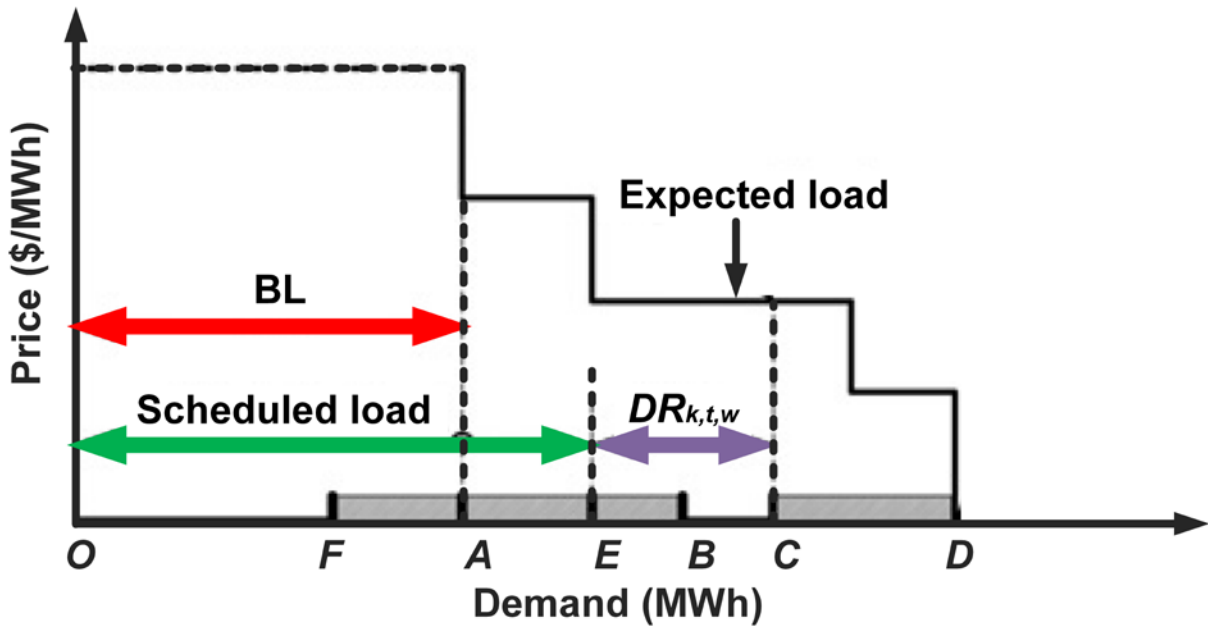 Price ($/MWh)
Expected load
BL
Scheduled load
DRk,t,w
O F A E B C D
Demand (MWh)